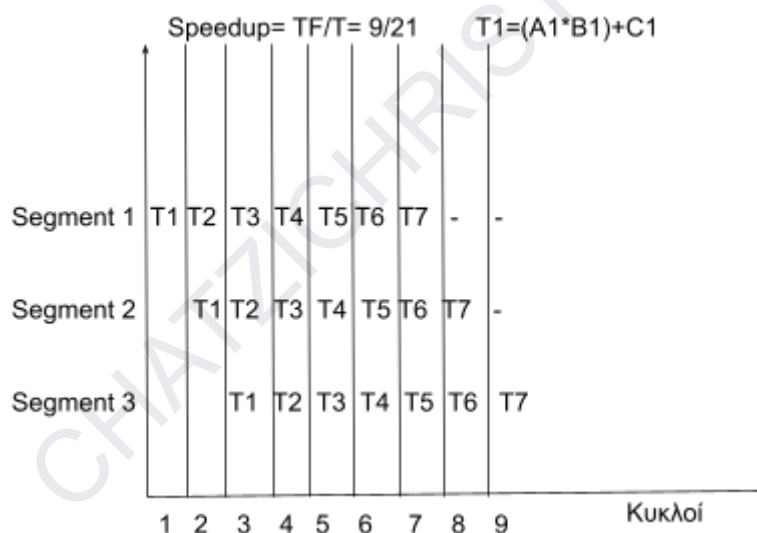 Speedup= TF/T= 9/21 T1=(A1*B1)+C1
Segment 1 T1 T2 T3 T4 T5 T6 T7 - -
Segment 2 T1 T2 T3 T4 T5 T6 T7 -
Segment 3 T1 T2 T3 T4 T5 T6 T7
1 2 3 4 5 6 7 8 9 Κυκλοί
CHATZICHRIST